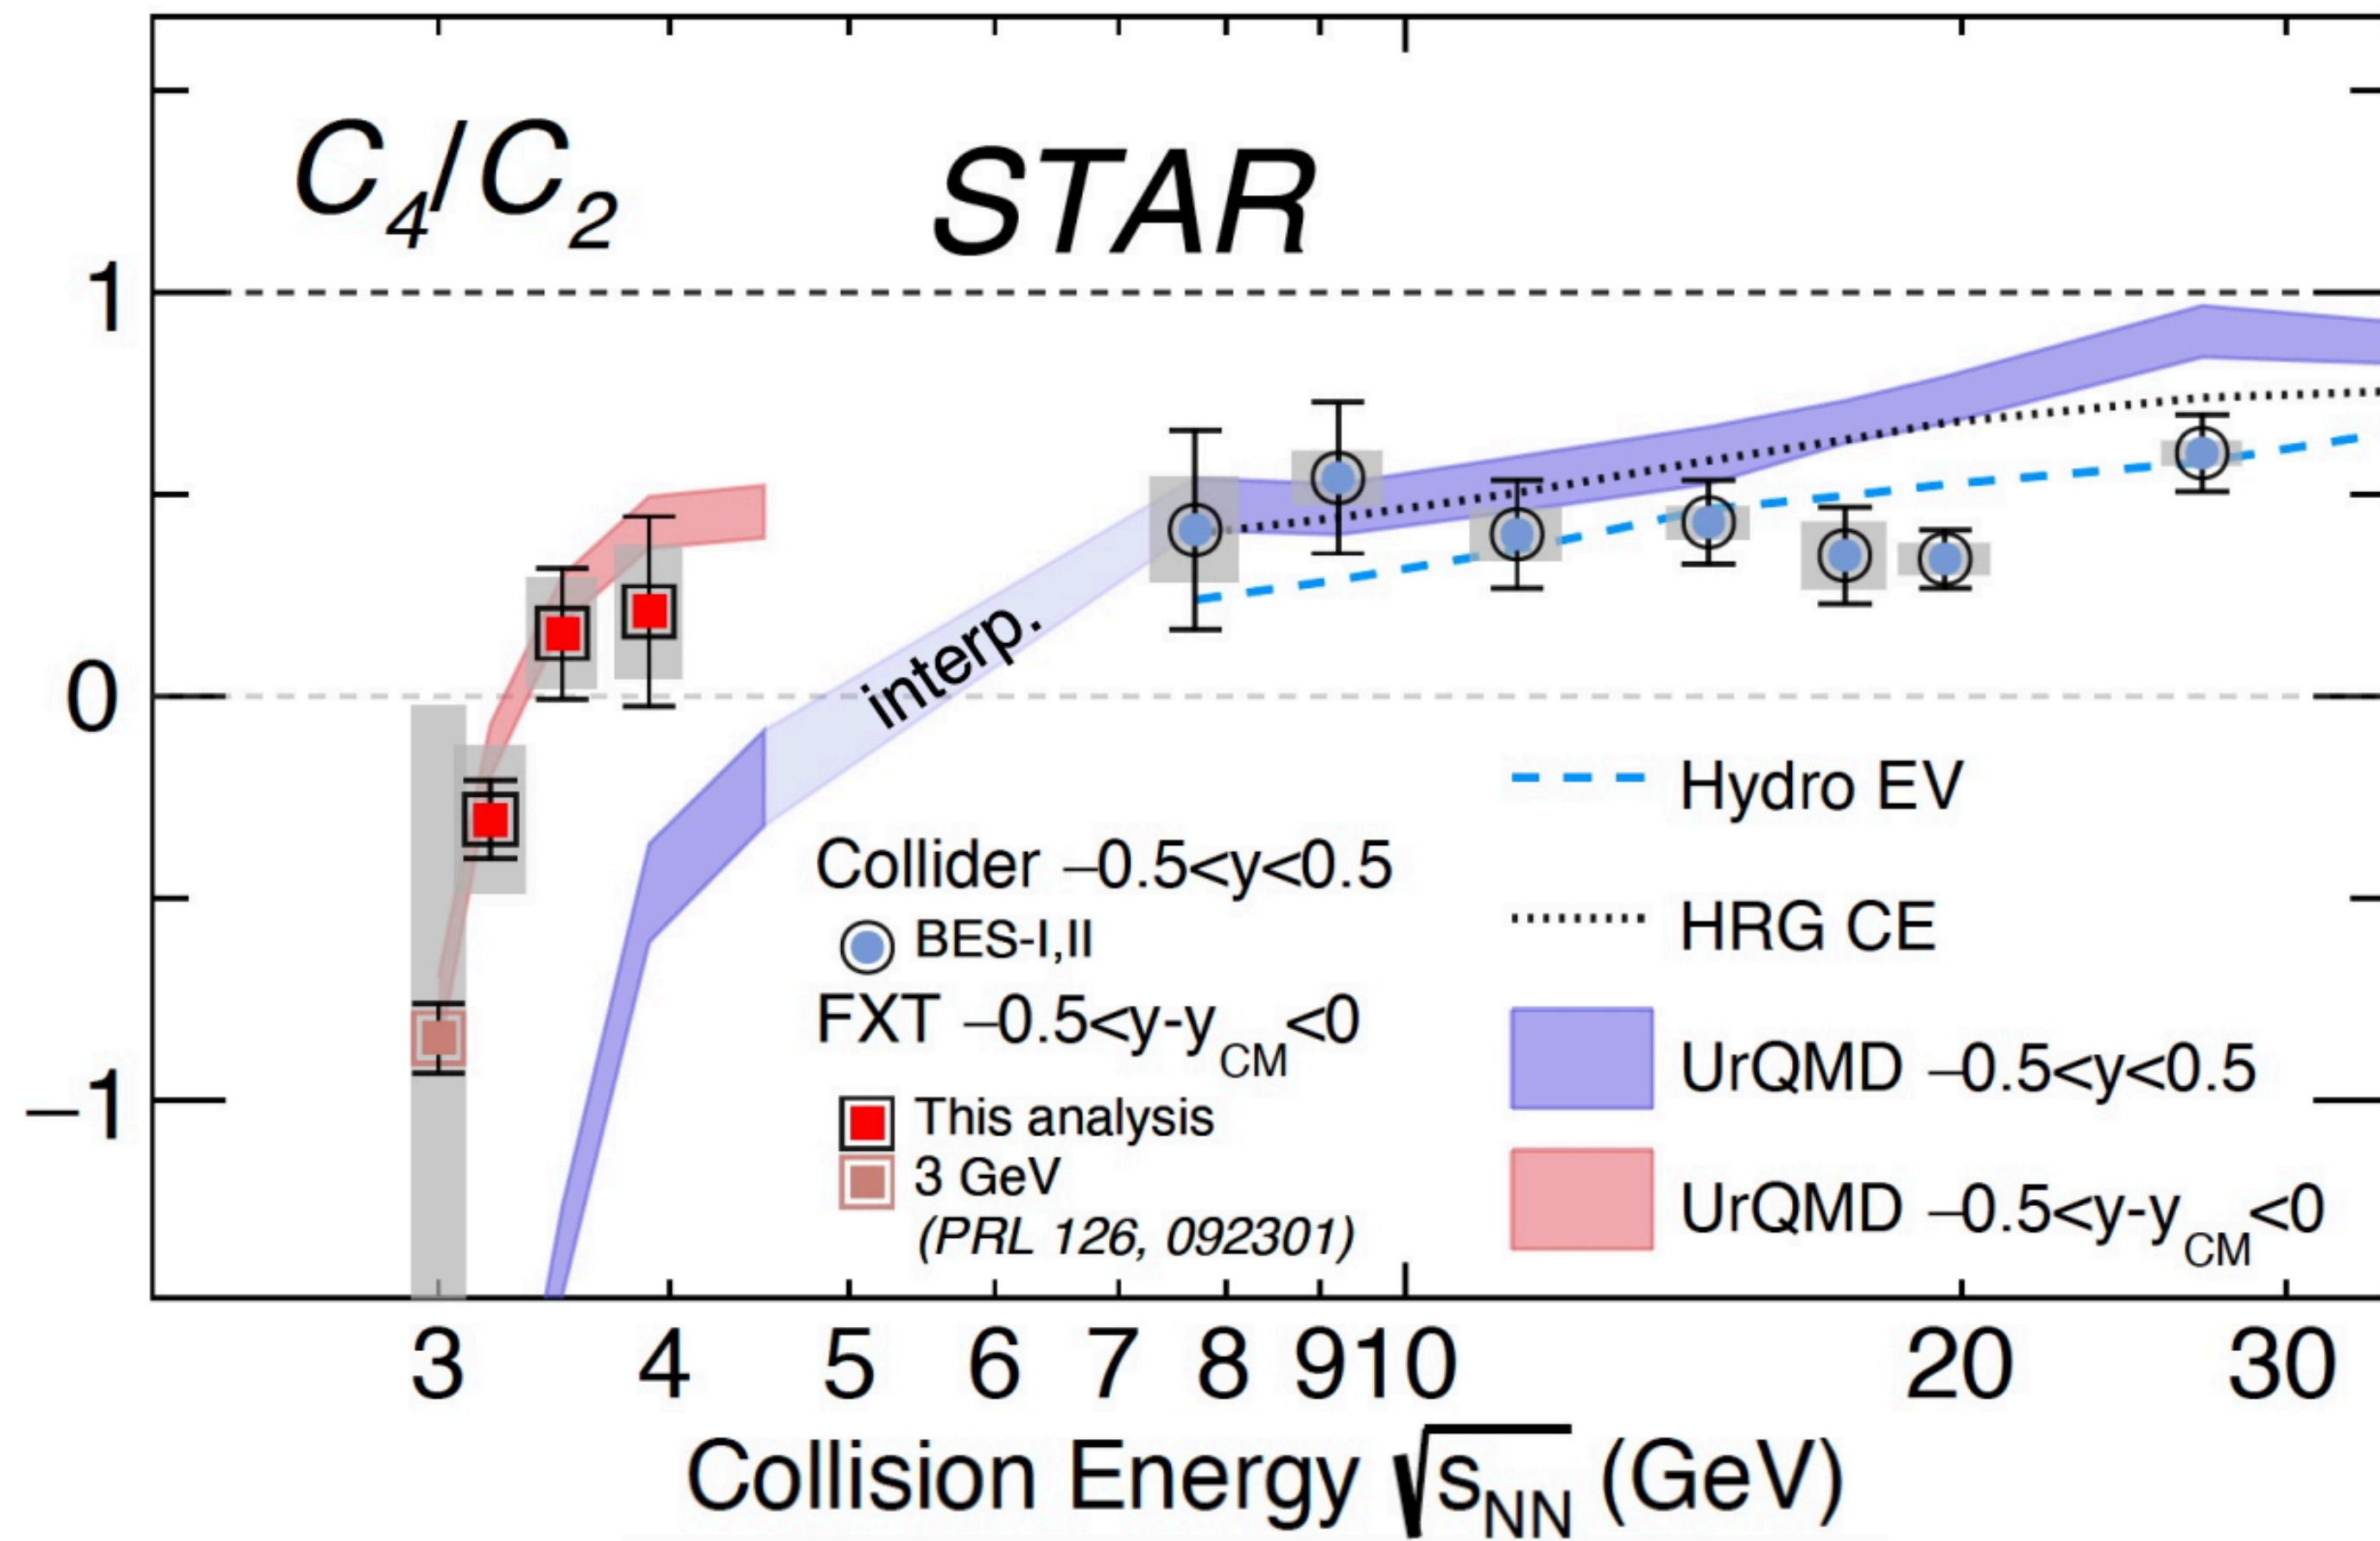 C4/C2
STAR
1
0
–1
interp.
Collider –0.5<y<0.5
BES-I,II
FXT –0.5<y-yCM<0
This analysis
3 GeV
(PRL 126, 092301)
Hydro EV
HRG CE
UrQMD –0.5<y<0.5
UrQMD –0.5<y-yCM<0
3 4 5 6 7 8 910 20 30
Collision Energy √sNN (GeV)